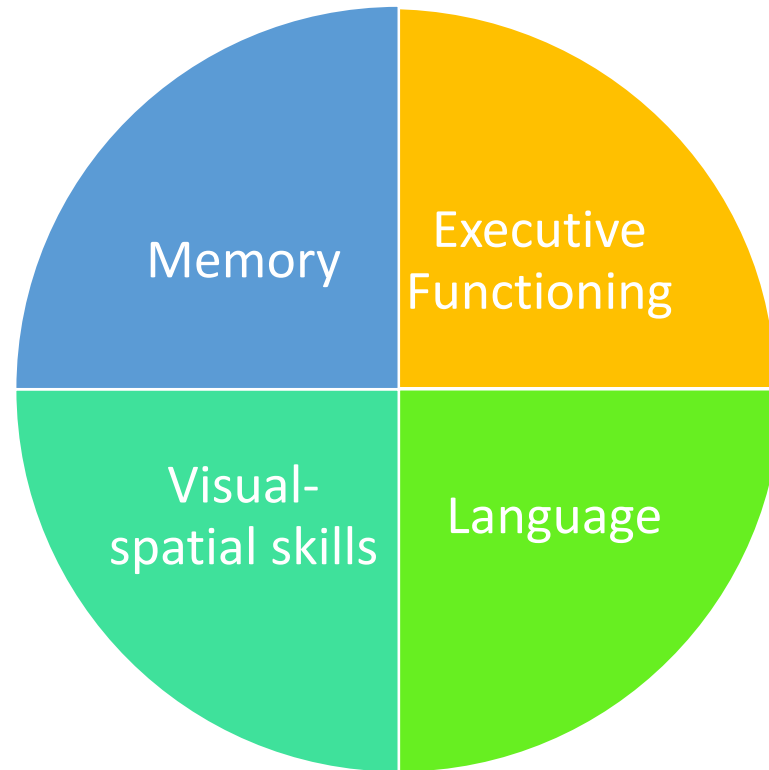 Memory
Executive
Functioning
Visual-
spatial skills
Language